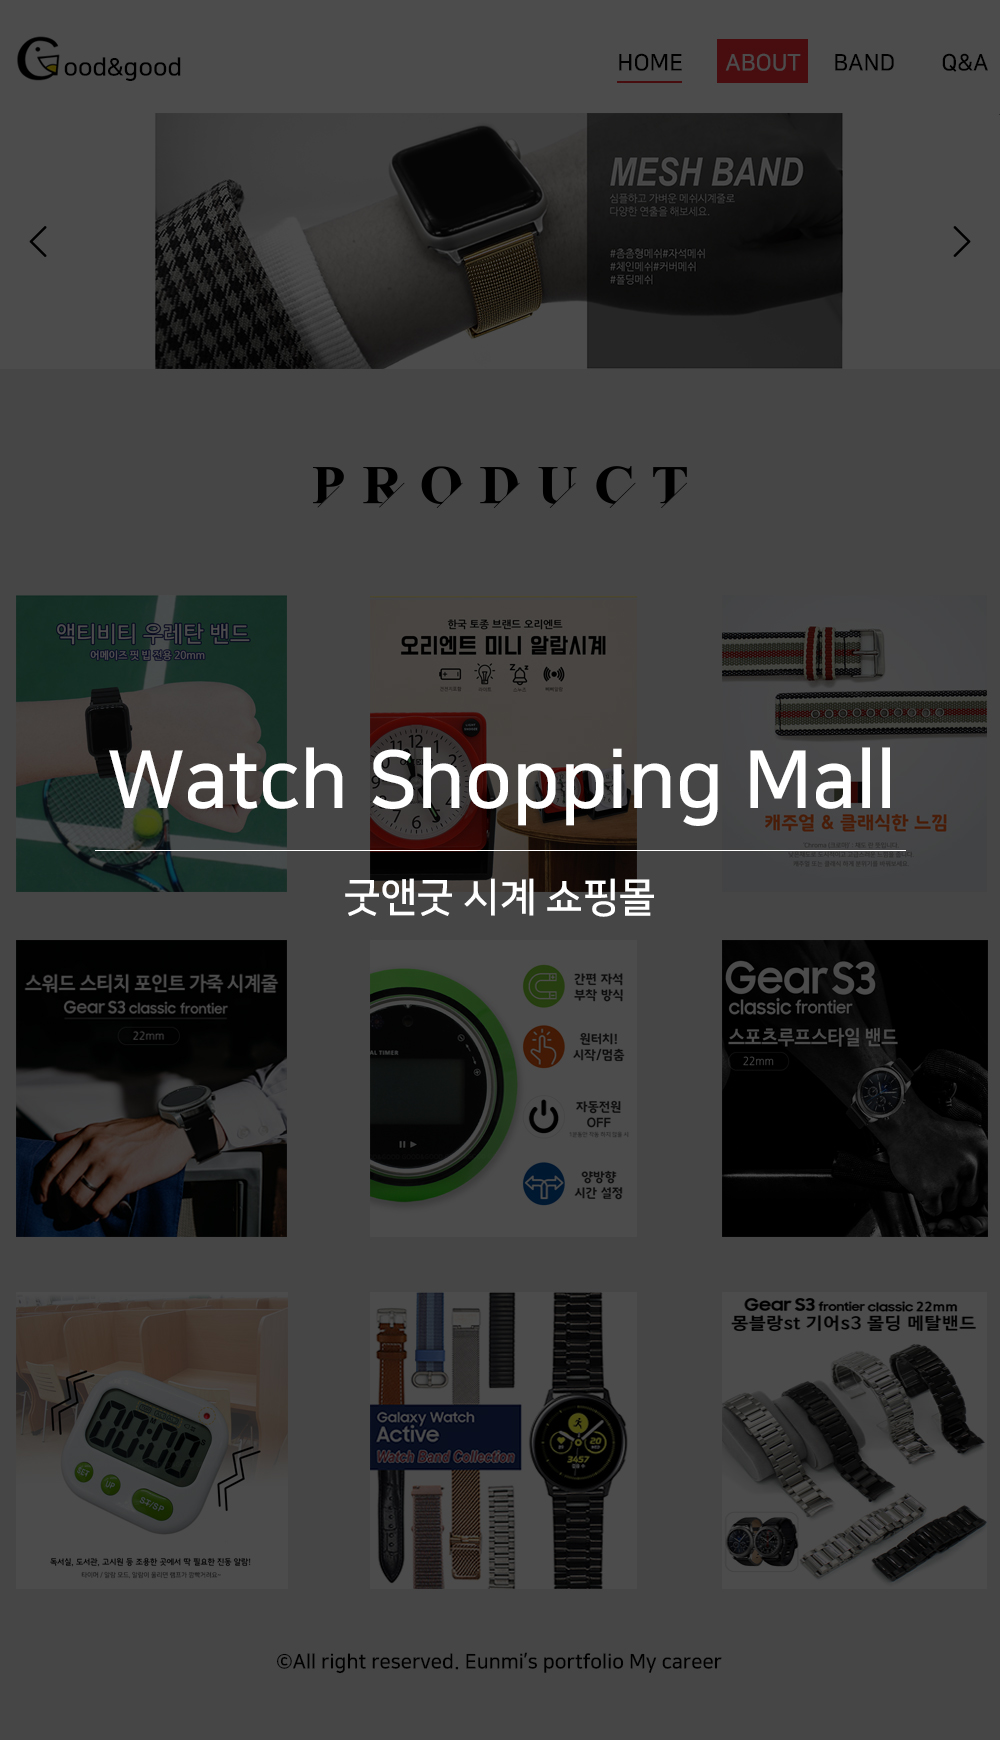 Good&good
HOME ABOUT BAND Q&A
MESH BAND
심플하고 가벼운 메쉬시계줄로
다양한 연출을 해보세요.
#촘촘형메쉬#자석메쉬
#체인메쉬#커버메쉬
#몰딩메쉬
PRODUCT
액티비티 우레탄 밴드
어메이즈 핏 빕 전용 20mm
한국 토종 브랜드 오리엔트
오리엔트 미니 알람시계
캐주얼 & 클래식한 느낌
Watch Shopping Mall
굿앤굿 시계 쇼핑몰
스워드 스티치 포인트 가죽 시계줄
Gear S3 classic frontier
22mm
AL TIMER
간편 자석
부착 방식
원터치!
시작/멈춤
자동전원
OFF
양방향
시간 설정
Gear S3
classic frontier
스포츠루프스타일 밴드
22mm
00:00
UP
S1/SP
독서실, 도서관, 고시원 등 조용한 곳에서 딱 필요한 진동 알람!
Galaxy Watch
Active
Watch Band Collection
20
3457
Gear S3 frontier classic 22mm
몽블랑st 기어s3 몰딩 메탈밴드
©All right reserved. Eunmi's portfolio My career